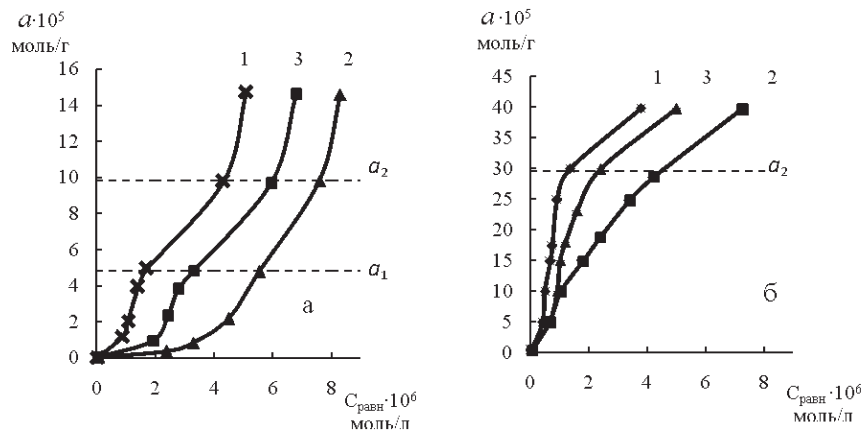 a·10⁵
моль/г
1 3 2
16
14
12
10
8
6
4
2
0
a₂
a₁
а
0 2 4 6 8
Сравн·10⁶
моль/л
a·10⁵
моль/г
1 3 2
45
40
35
30
25
20
15
10
5
0
a₂
б
0 2 4 6 8
Сравн·10⁶
моль/л